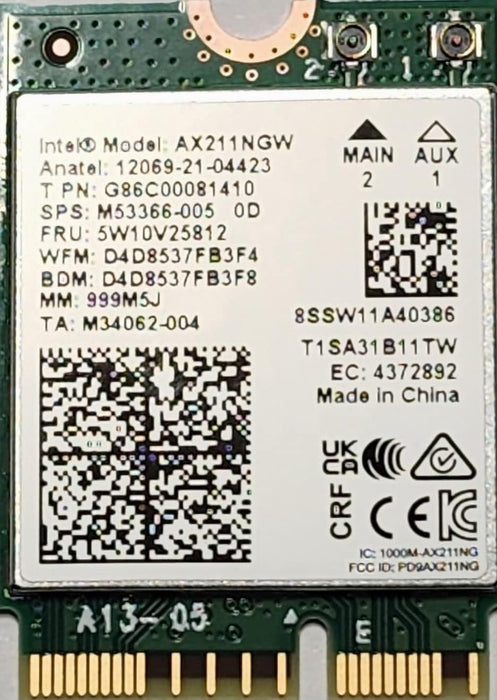 2 1
Intel® Model: AX211NGW
Anatel: 12069-21-04423
T PN: G86C00081410
SPS: M53366-005 0D
FRU: 5W10V25812
WFM: D4D8537FB3F4
BDM: D4D8537FB3F8
MM: 999M5J
TA: M34062-004
MAIN AUX
2 1
8SSW11A40386
T1SA31B11TW
EC: 4372892
Made in China
UK
CA
CRF
CE
KC
IC: 1000M-AX211NG
FCC ID: PD9AX211NG
A13-05
E